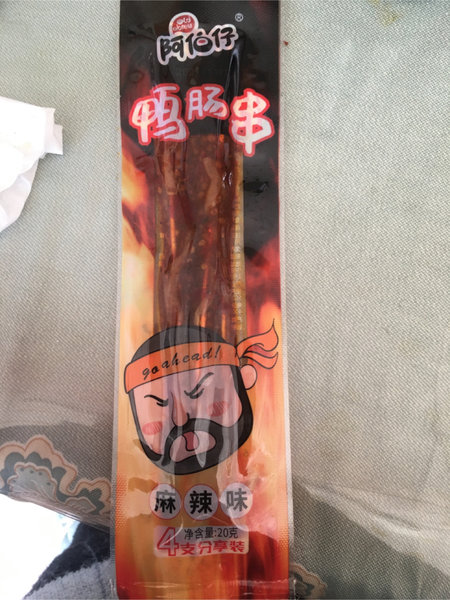 阿伯仔®
鸭肠串
goahead!
麻辣味
净含量:20克
4支分享装